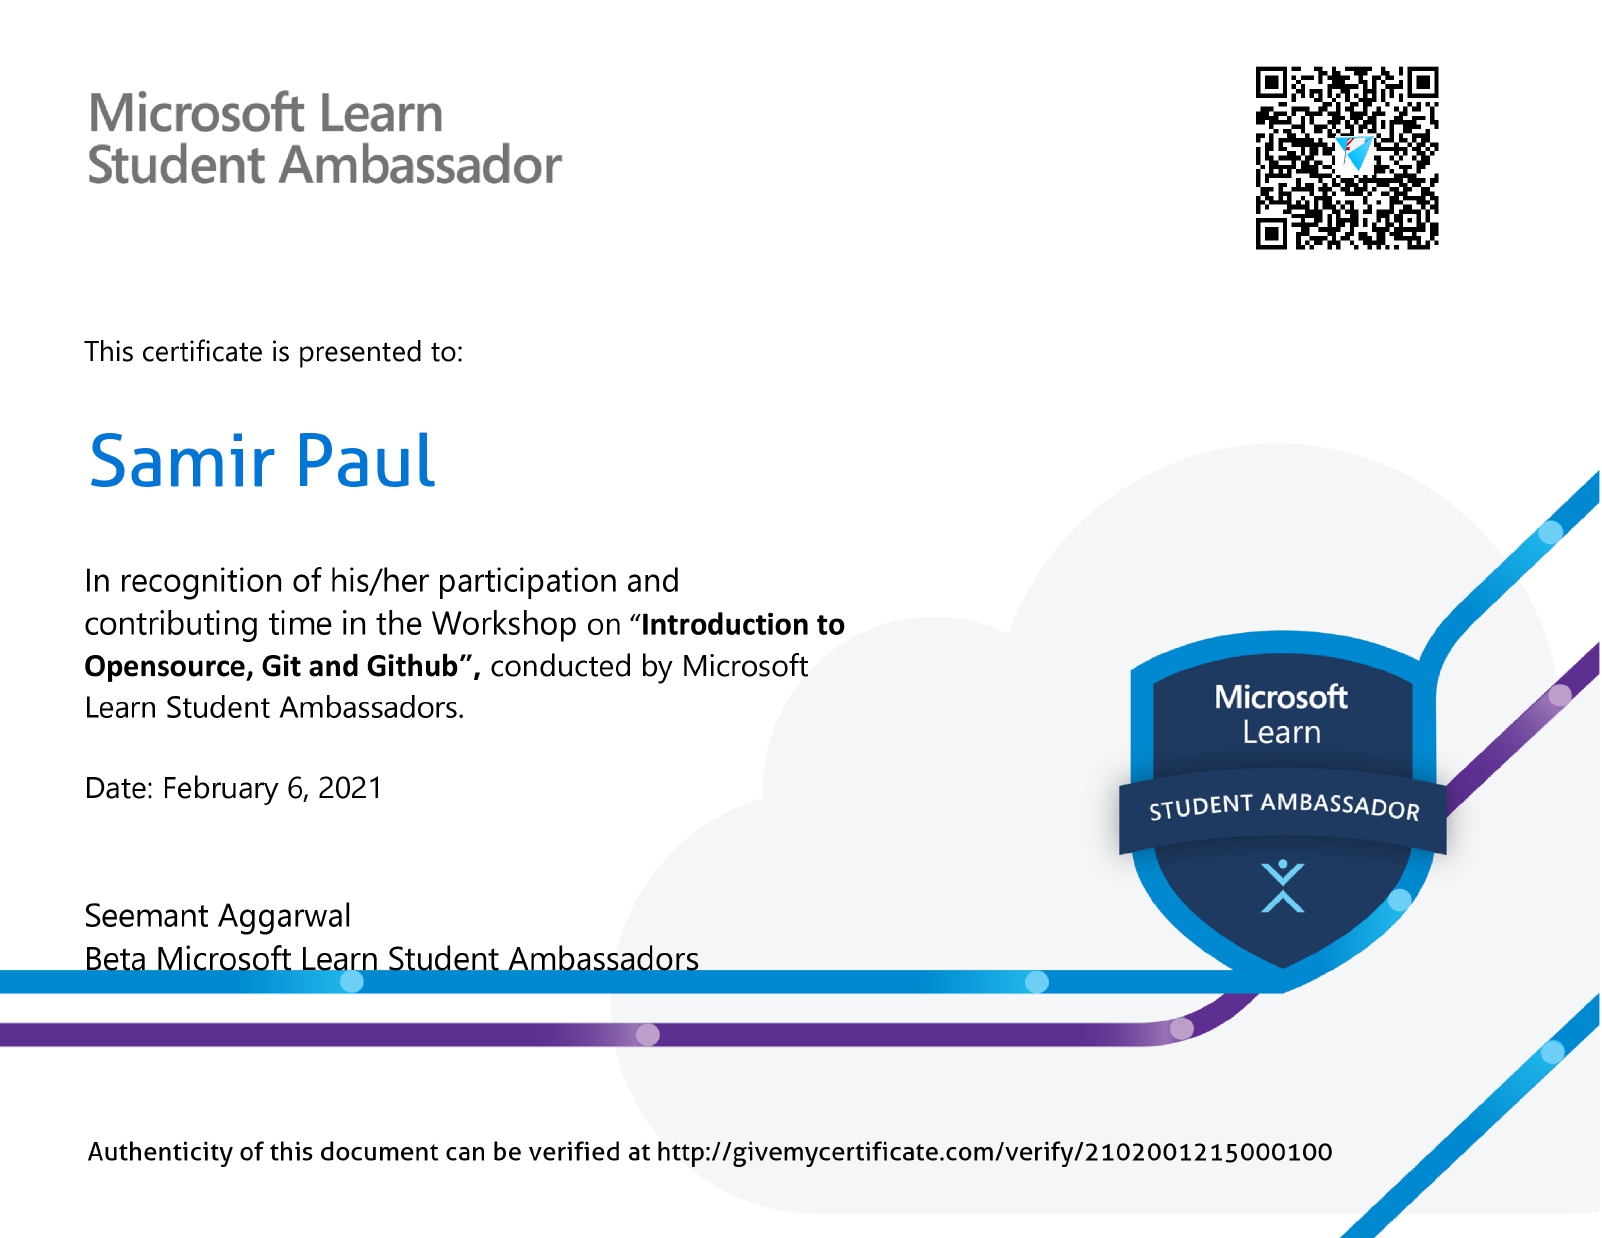 Microsoft Learn
Student Ambassador
This certificate is presented to:
Samir Paul
In recognition of his/her participation and
contributing time in the Workshop on “Introduction to
Opensource, Git and Github”, conducted by Microsoft
Learn Student Ambassadors.
Date: February 6, 2021
Microsoft
Learn
STUDENT AMBASSADOR
Seemant Aggarwal
Beta Microsoft Learn Student Ambassadors
Authenticity of this document can be verified at http://givemycertificate.com/verify/2102001215000100